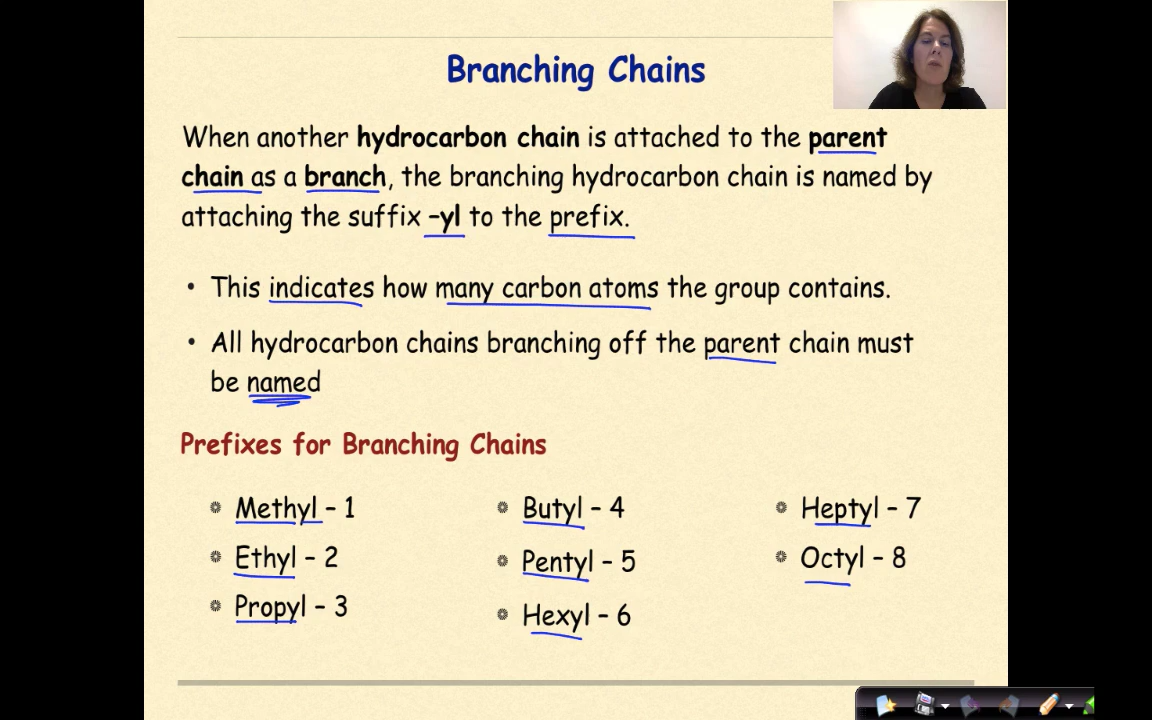 Branching Chains
When another hydrocarbon chain is attached to the parent
chain as a branch, the branching hydrocarbon chain is named by
attaching the suffix –yl to the prefix.
• This indicates how many carbon atoms the group contains.
• All hydrocarbon chains branching off the parent chain must
be named
Prefixes for Branching Chains
Methyl – 1
Ethyl – 2
Propyl – 3
Butyl – 4
Pentyl – 5
Hexyl – 6
Heptyl – 7
Octyl – 8